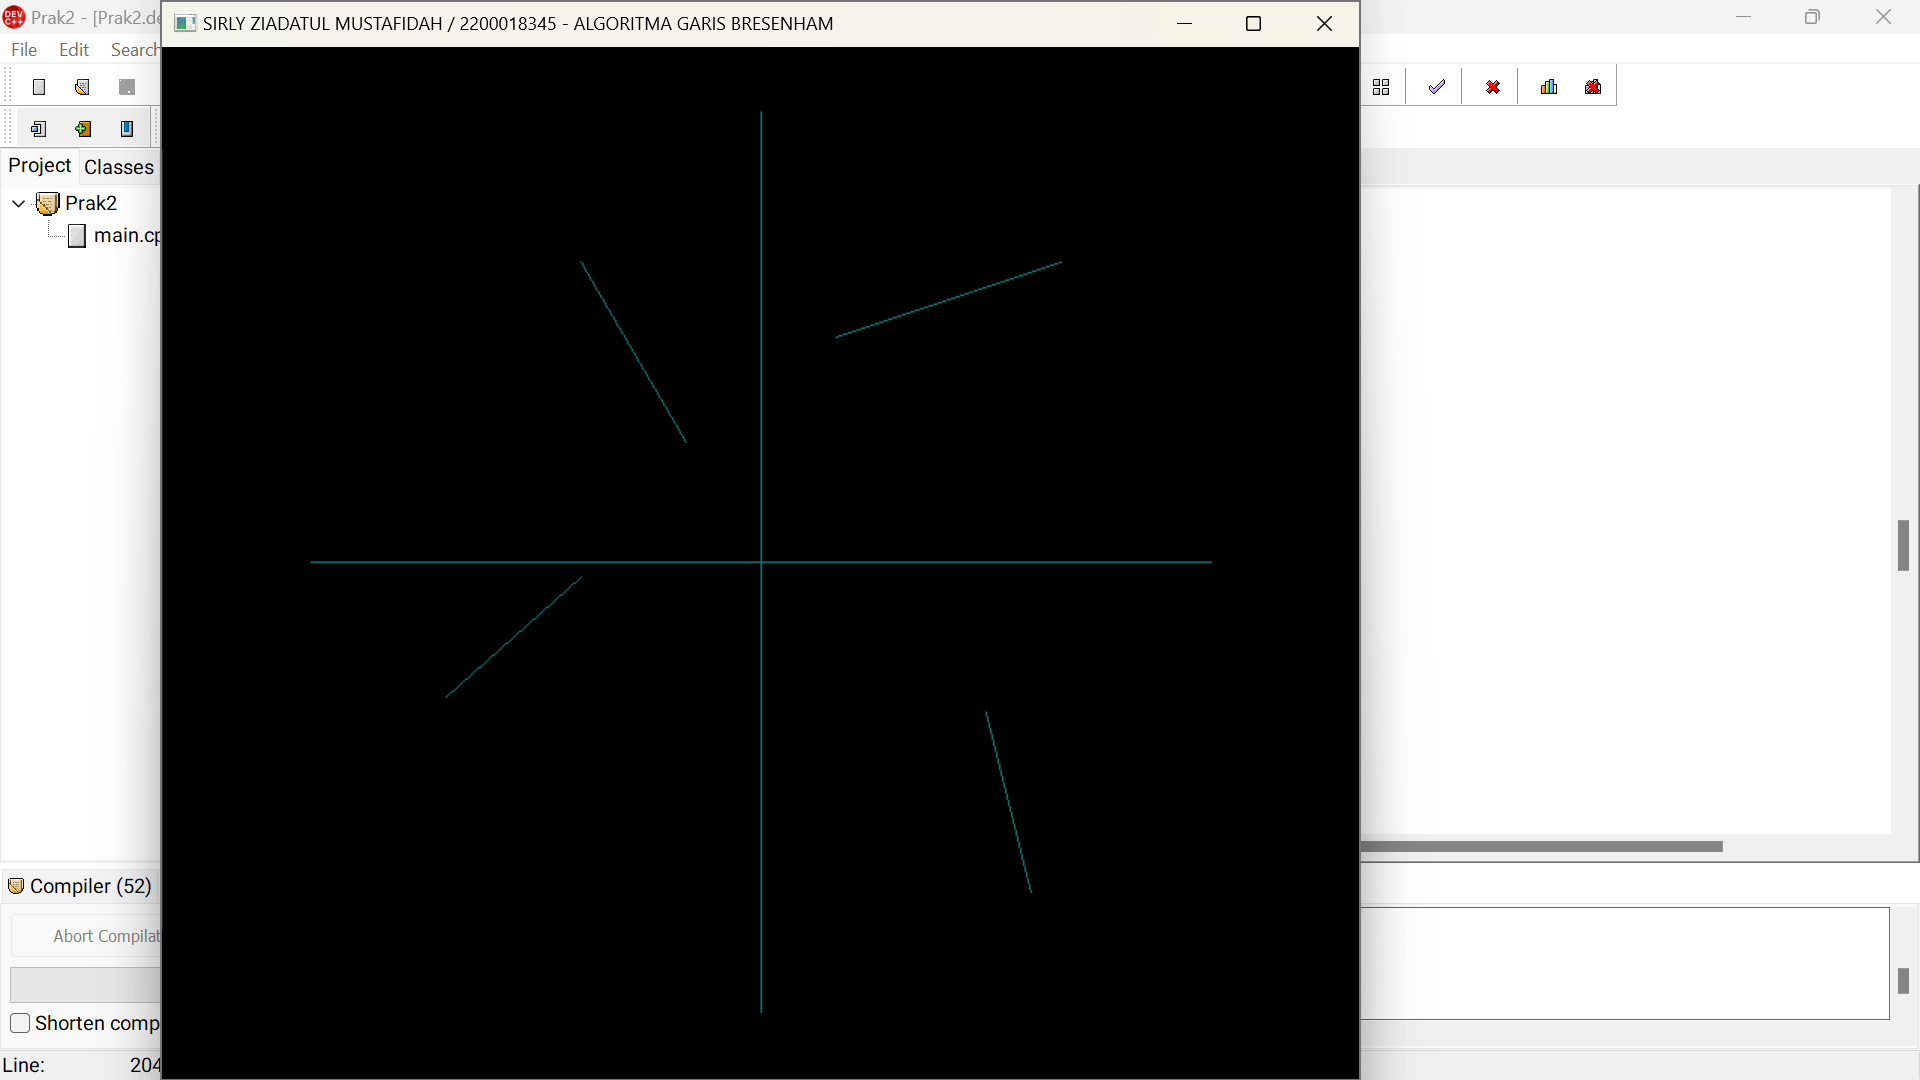 Prak2 - [Prak2.de
SIRLY ZIADATUL MUSTAFIDAH / 2200018345 - ALGORITMA GARIS BRESENHAM
File Edit Search
Project Classes
Prak2
main.cp
Compiler (52)
Abort Compilat
Shorten comp
Line: 204